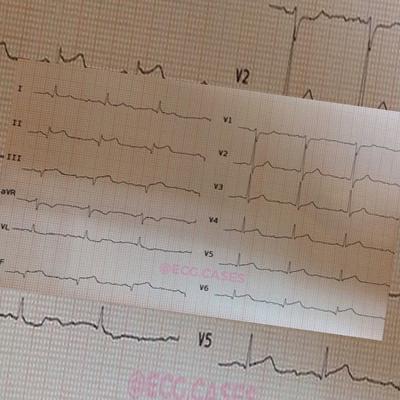 V2
I
V1
II
V2
III
V3
aVR
V4
VL
V5
@ECG.CASES
F
V6
V5
@ECG.CASES